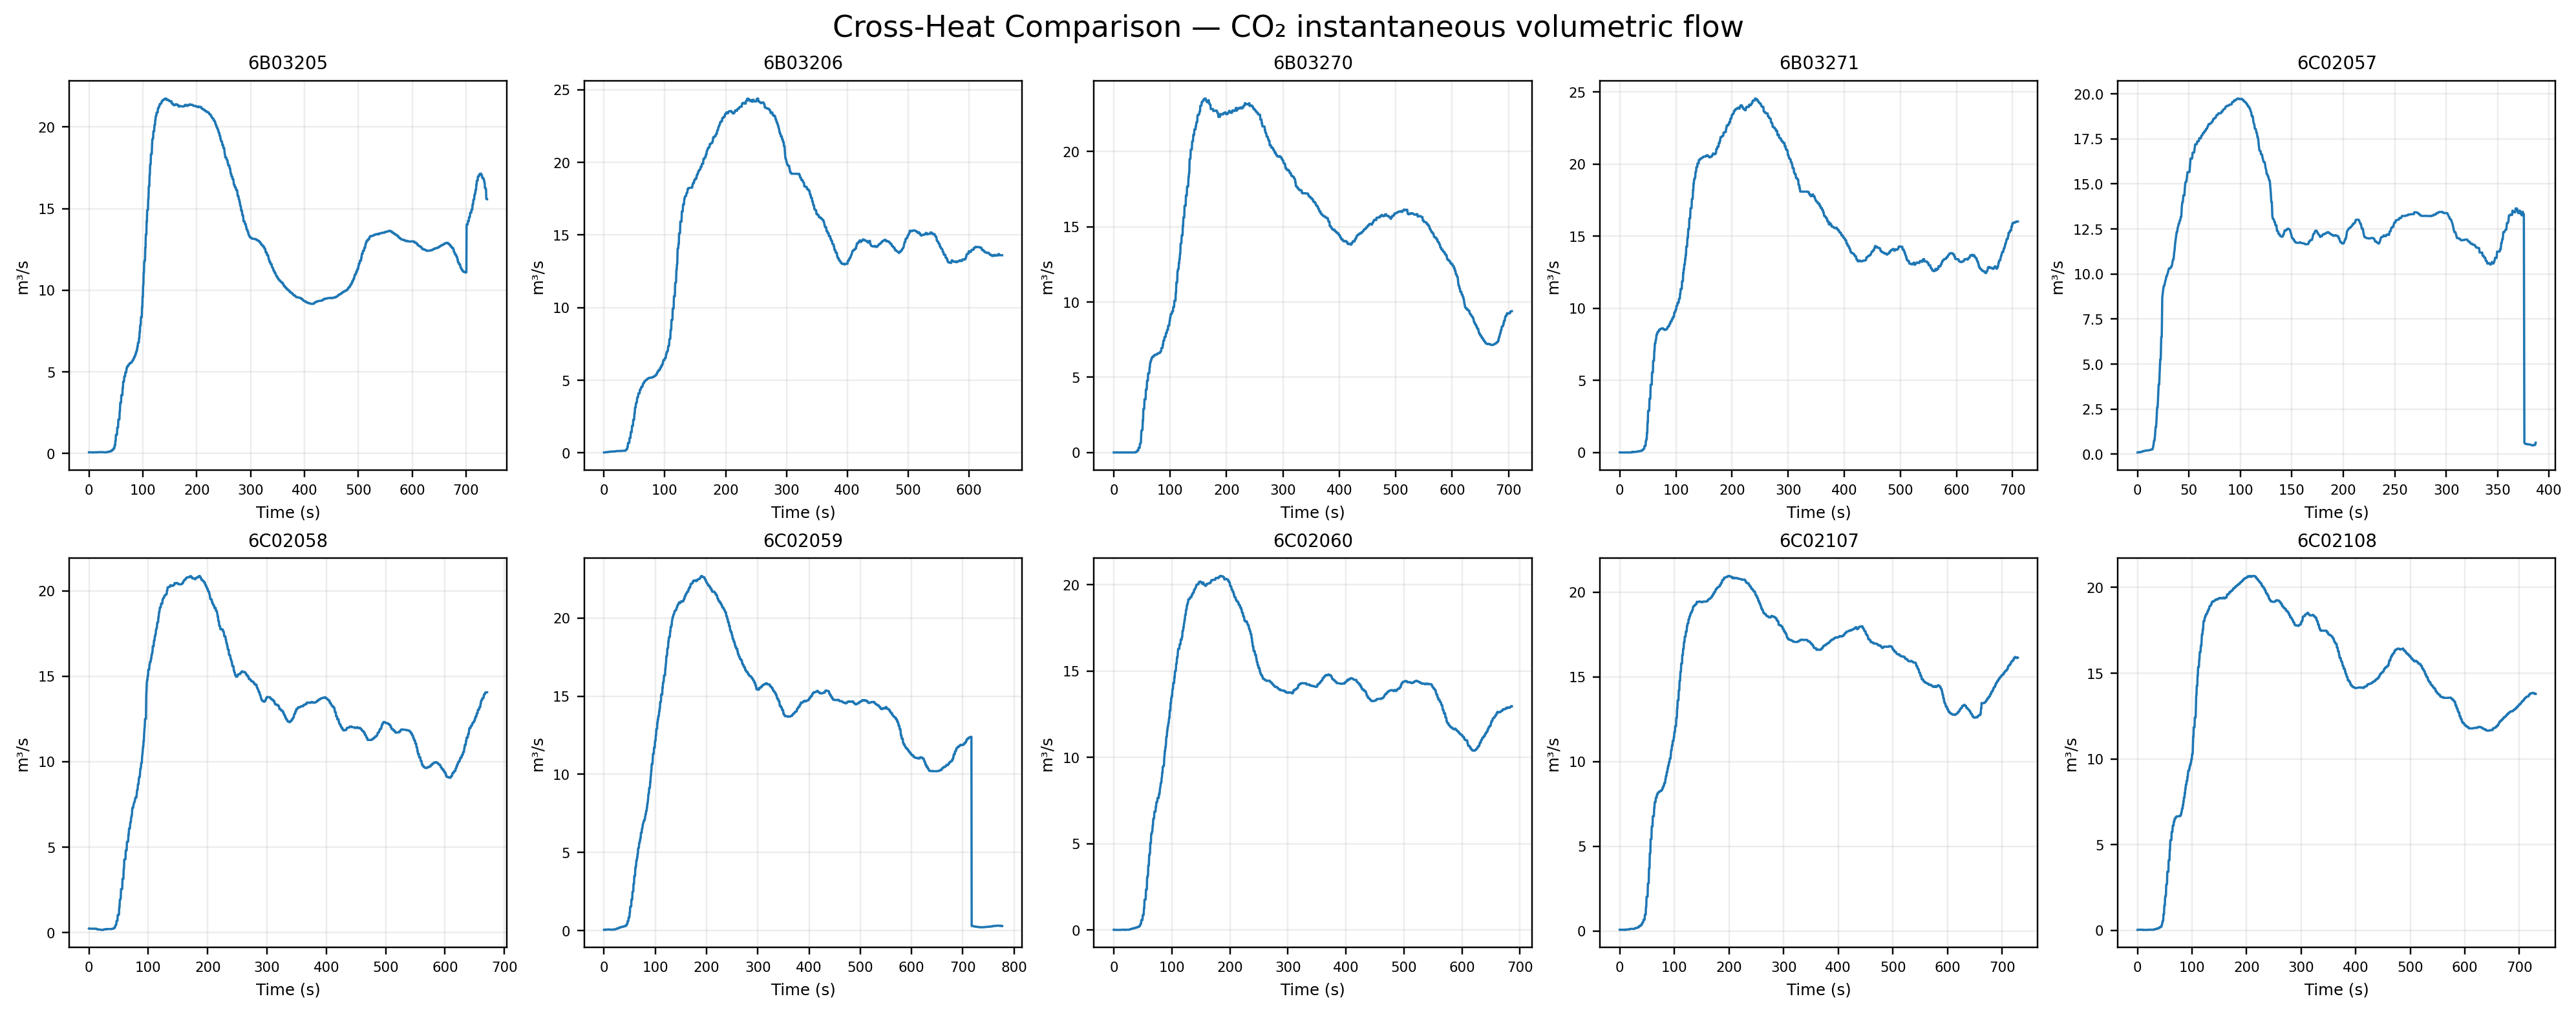 Cross-Heat Comparison — CO₂ instantaneous volumetric flow
6B03205
6B03206
6B03270
6B03271
6C02057
m³/s
20
15
10
5
0
0 100 200 300 400 500 600 700
Time (s)
m³/s
25
20
15
10
5
0
0 100 200 300 400 500 600
Time (s)
m³/s
20
15
10
5
0
0 100 200 300 400 500 600 700
Time (s)
m³/s
25
20
15
10
5
0
0 100 200 300 400 500 600 700
Time (s)
m³/s
20.0
17.5
15.0
12.5
10.0
7.5
5.0
2.5
0.0
0 50 100 150 200 250 300 350 400
Time (s)
6C02058
6C02059
6C02060
6C02107
6C02108
m³/s
20
15
10
5
0
0 100 200 300 400 500 600 700
Time (s)
m³/s
20
15
10
5
0
0 100 200 300 400 500 600 700 800
Time (s)
m³/s
20
15
10
5
0
0 100 200 300 400 500 600 700
Time (s)
m³/s
20
15
10
5
0
0 100 200 300 400 500 600 700
Time (s)
m³/s
20
15
10
5
0
0 100 200 300 400 500 600 700
Time (s)